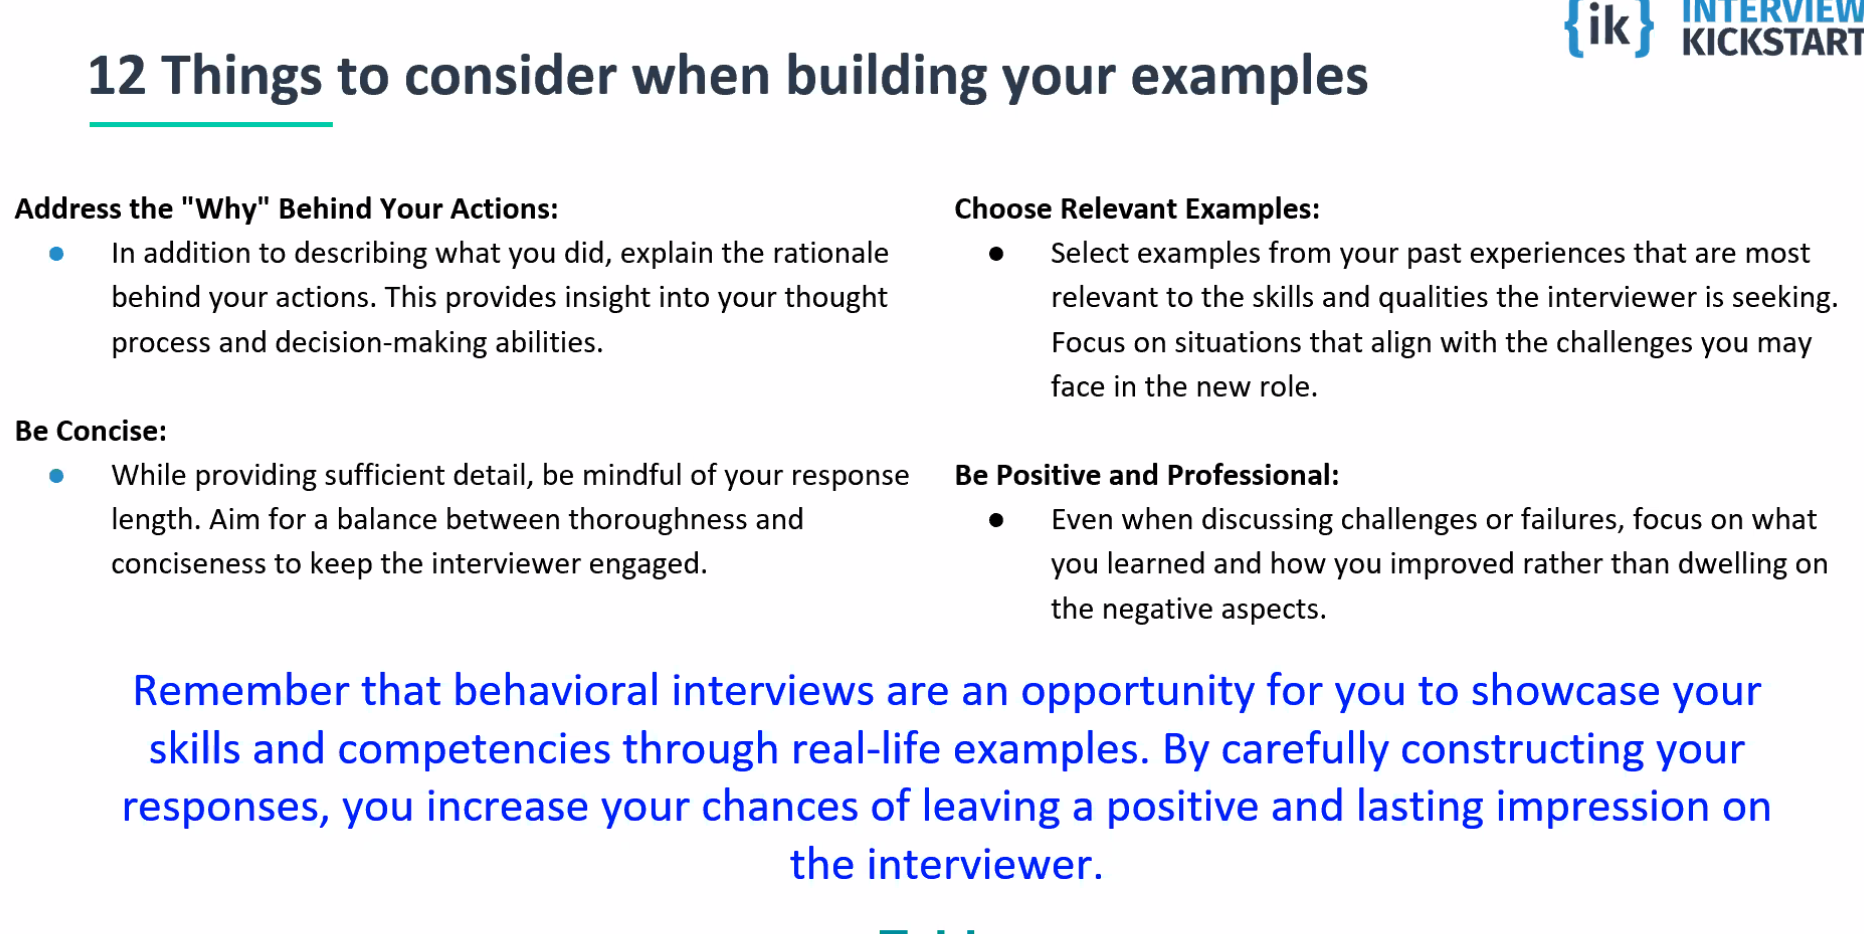 {ik} INTERVIEW
KICKSTART
12 Things to consider when building your examples
Address the "Why" Behind Your Actions:
● In addition to describing what you did, explain the rationale
behind your actions. This provides insight into your thought
process and decision-making abilities.
Be Concise:
● While providing sufficient detail, be mindful of your response
length. Aim for a balance between thoroughness and
conciseness to keep the interviewer engaged.
Choose Relevant Examples:
● Select examples from your past experiences that are most
relevant to the skills and qualities the interviewer is seeking.
Focus on situations that align with the challenges you may
face in the new role.
Be Positive and Professional:
● Even when discussing challenges or failures, focus on what
you learned and how you improved rather than dwelling on
the negative aspects.
Remember that behavioral interviews are an opportunity for you to showcase your
skills and competencies through real-life examples. By carefully constructing your
responses, you increase your chances of leaving a positive and lasting impression on
the interviewer.